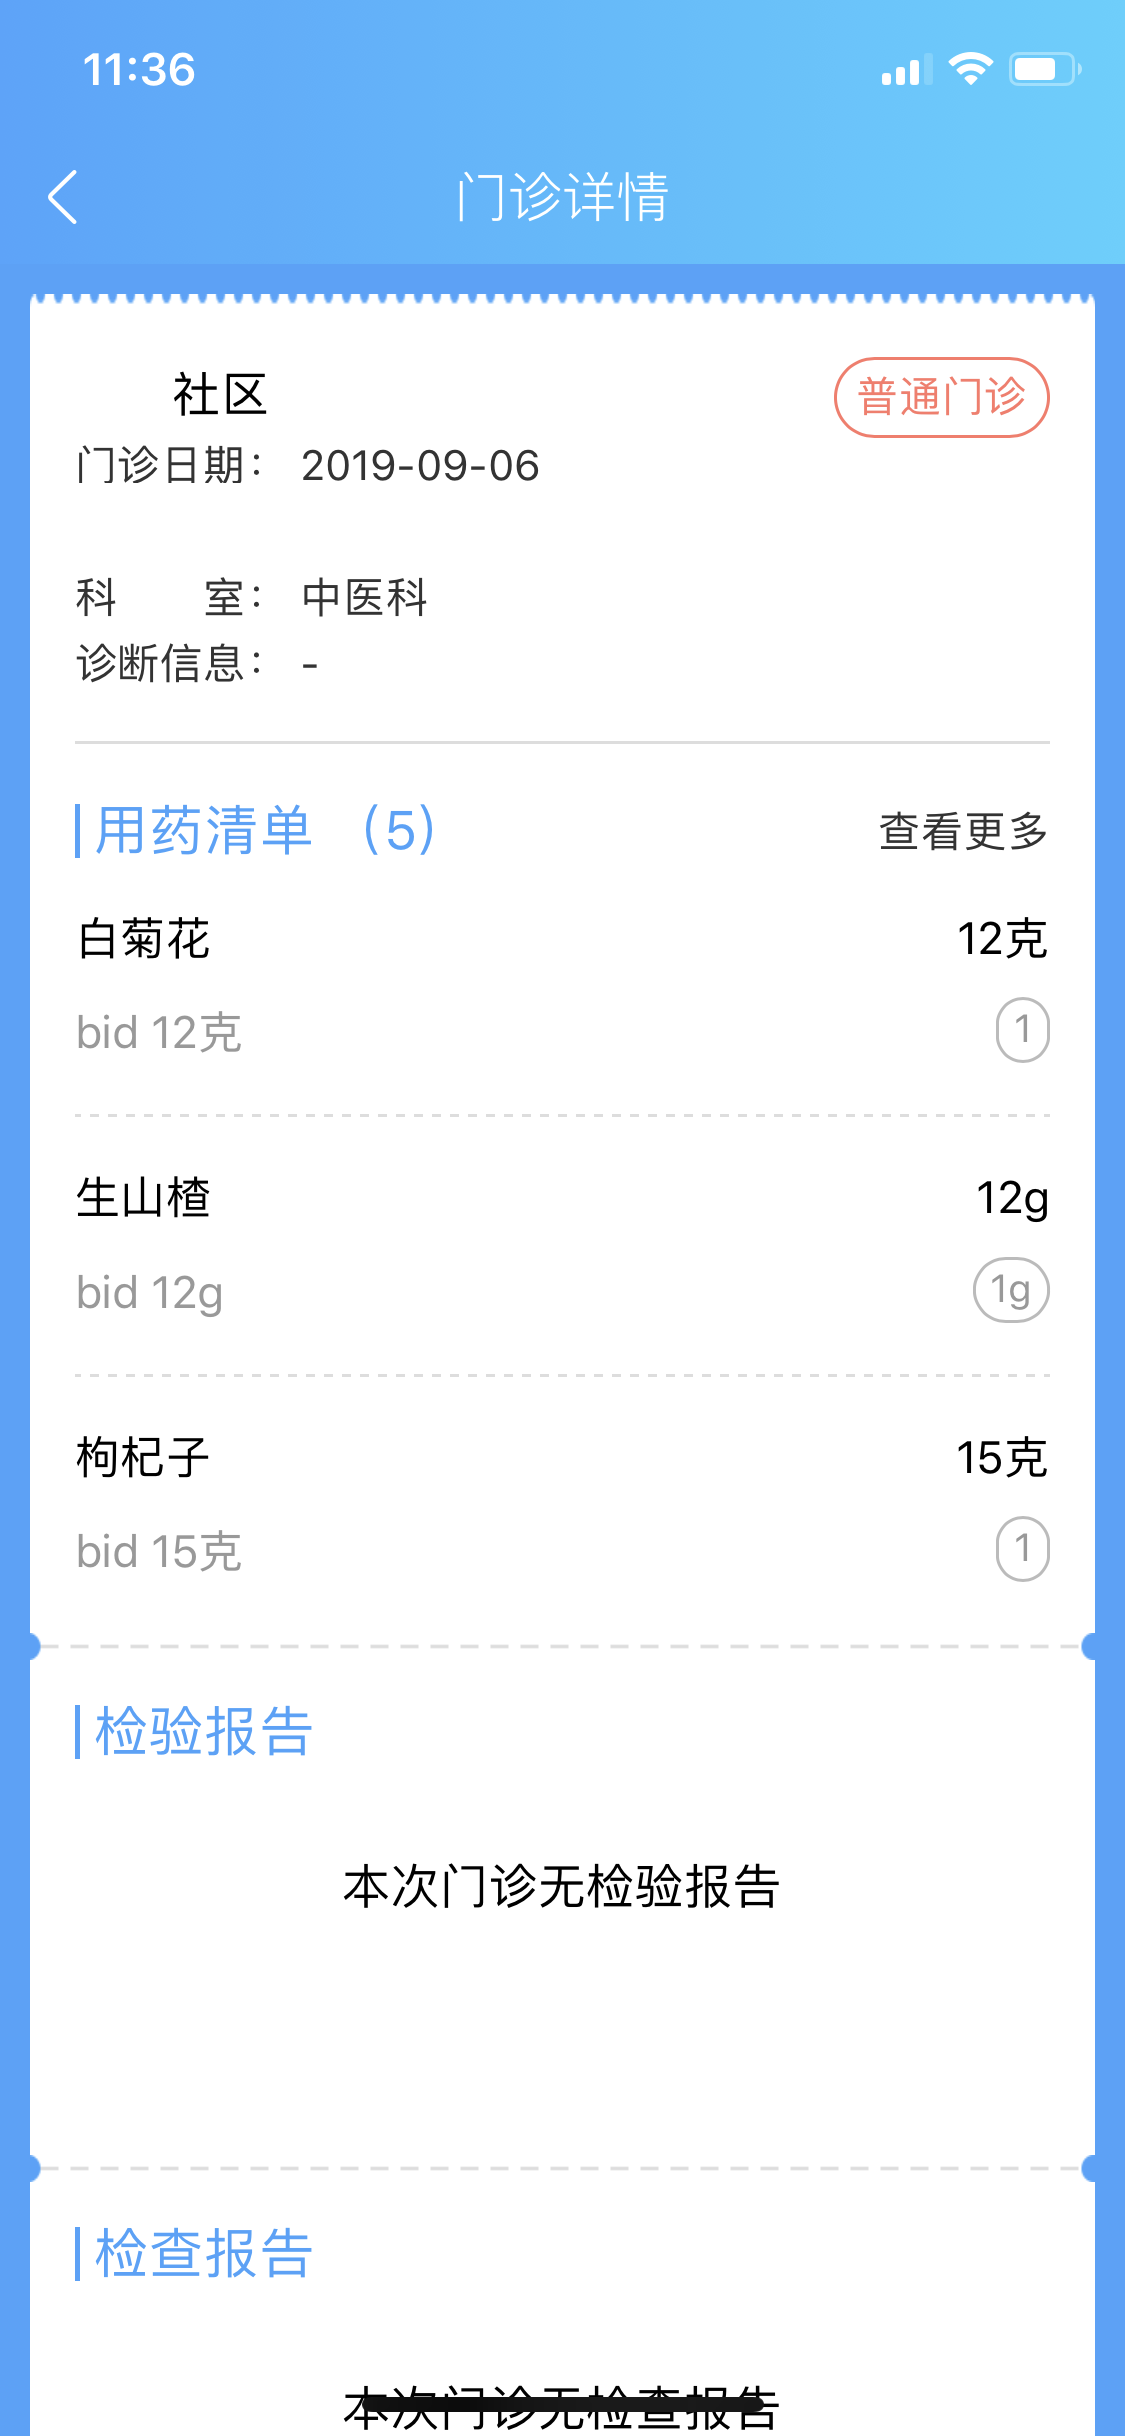 11:36
门诊详情
社区
普通门诊
门诊日期： 2019-09-06
科 室： 中医科
诊断信息： -
用药清单 （5）
查看更多
白菊花 12克
bid 12克 1
生山楂 12g
bid 12g 1g
枸杞子 15克
bid 15克 1
检验报告
本次门诊无检验报告
检查报告
本次门诊无检查报告